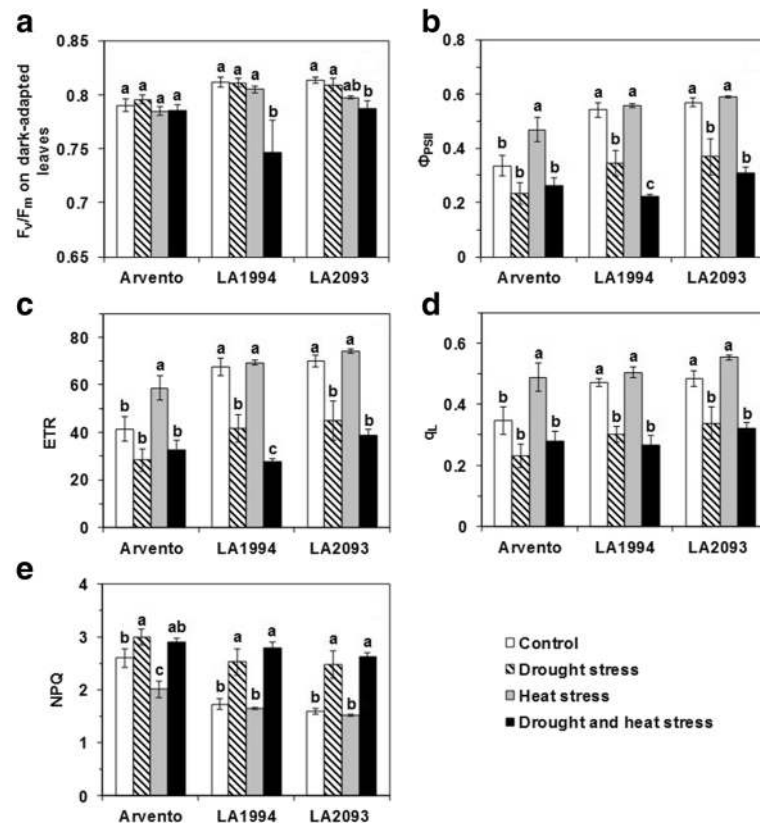 a
Fv/Fm on dark-adapted leaves
0.85
0.8
0.75
0.7
0.65
a a a a
a a a b
a a ab b
Arvento LA1994 LA2093
b
ΦPSII
0.8
0.6
0.4
0.2
0
b b a b
a b a c
a b a b
Arvento LA1994 LA2093
c
ETR
80
60
40
20
0
b b a b
a b a c
a b a b
Arvento LA1994 LA2093
d
qL
0.6
0.4
0.2
0
b b a b
a b a b
a b a b
Arvento LA1994 LA2093
e
NPQ
4
3
2
1
0
b a c ab
b a b a
b a b a
Arvento LA1994 LA2093
Control
Drought stress
Heat stress
Drought and heat stress